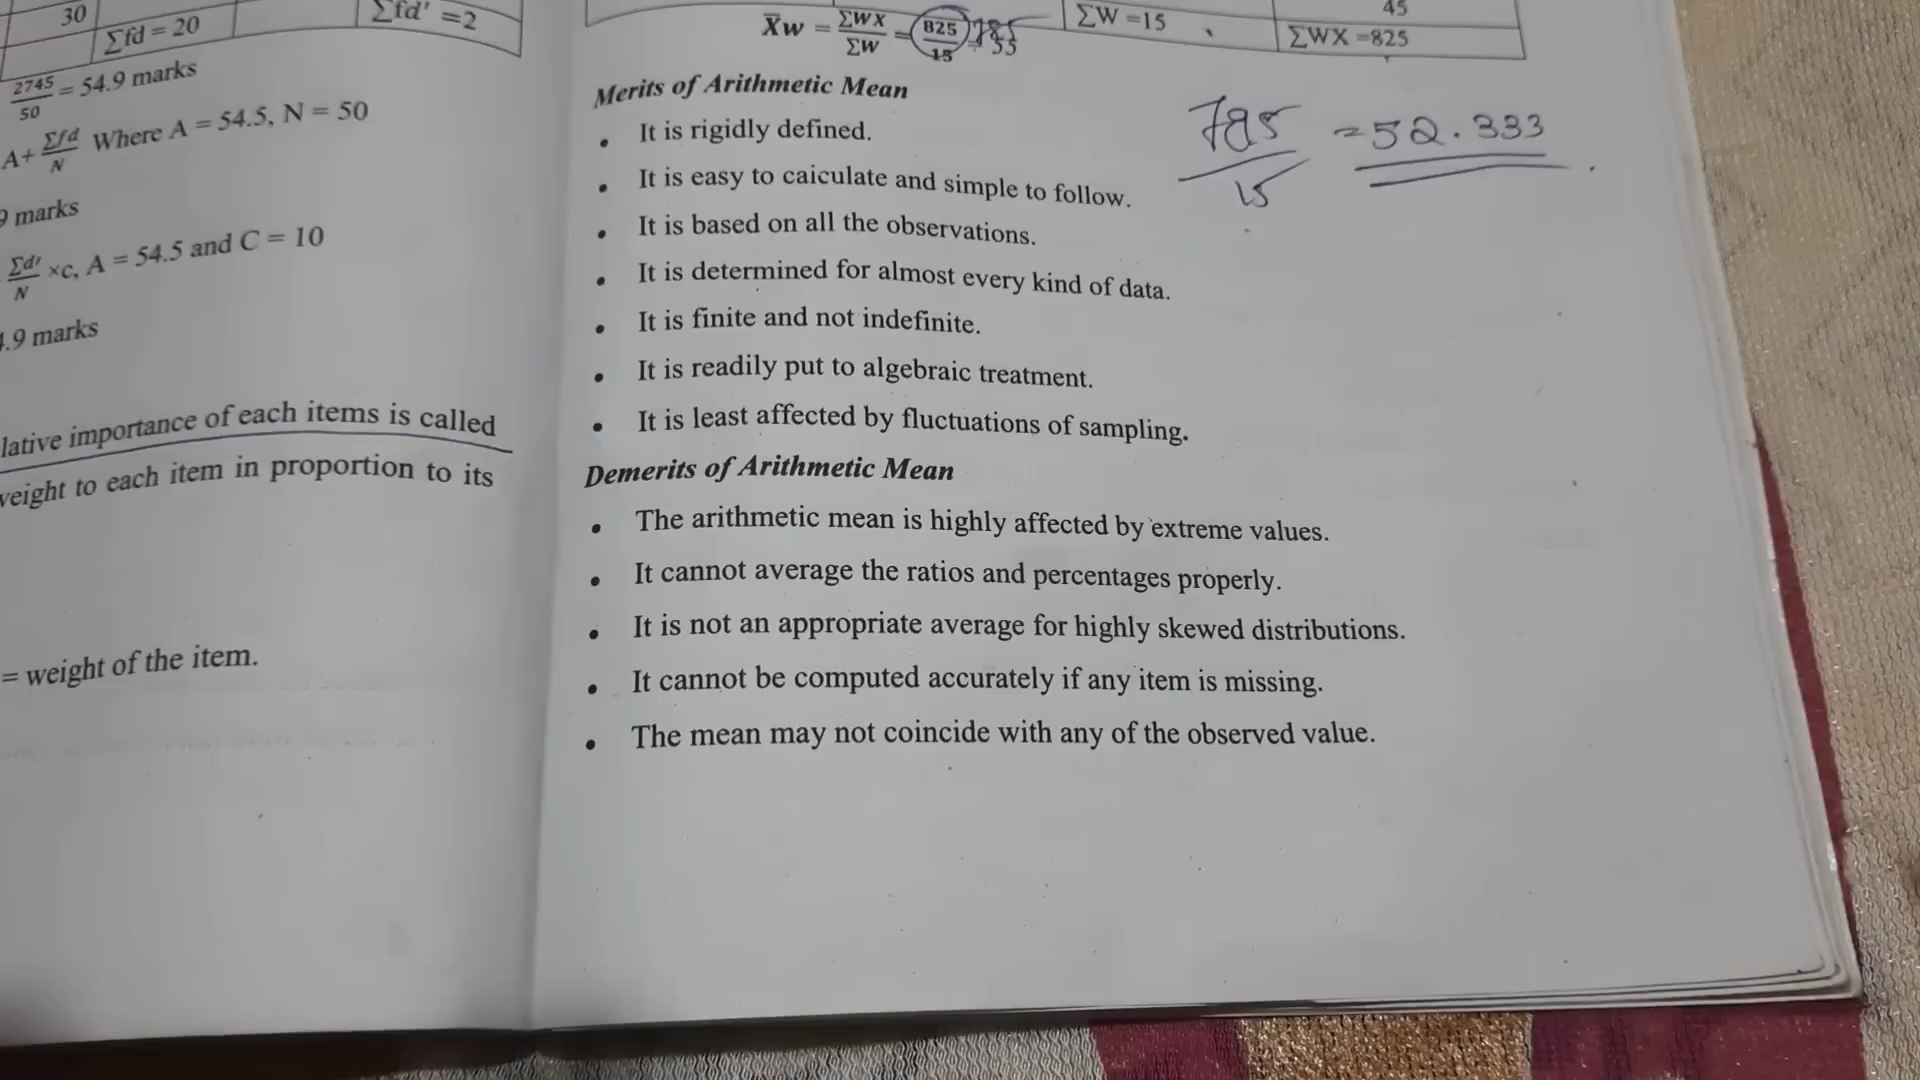 30
Σfd = 20
Σfd' =2
2745/50 = 54.9 marks
A+ Σfd/N Where A = 54.5, N = 50
9 marks
Σd'/N ×c, A = 54.5 and C = 10
.9 marks
lative importance of each items is called
weight to each item in proportion to its
= weight of the item.
45
ΣW =15
ΣWX =825
X̄w = ΣWX/ΣW = 825/15 = 55
785
Merits of Arithmetic Mean
• It is rigidly defined.
• It is easy to caiculate and simple to follow.
• It is based on all the observations.
• It is determined for almost every kind of data.
• It is finite and not indefinite.
• It is readily put to algebraic treatment.
• It is least affected by fluctuations of sampling.
785/15 = 52.333
Demerits of Arithmetic Mean
• The arithmetic mean is highly affected by extreme values.
• It cannot average the ratios and percentages properly.
• It is not an appropriate average for highly skewed distributions.
• It cannot be computed accurately if any item is missing.
• The mean may not coincide with any of the observed value.